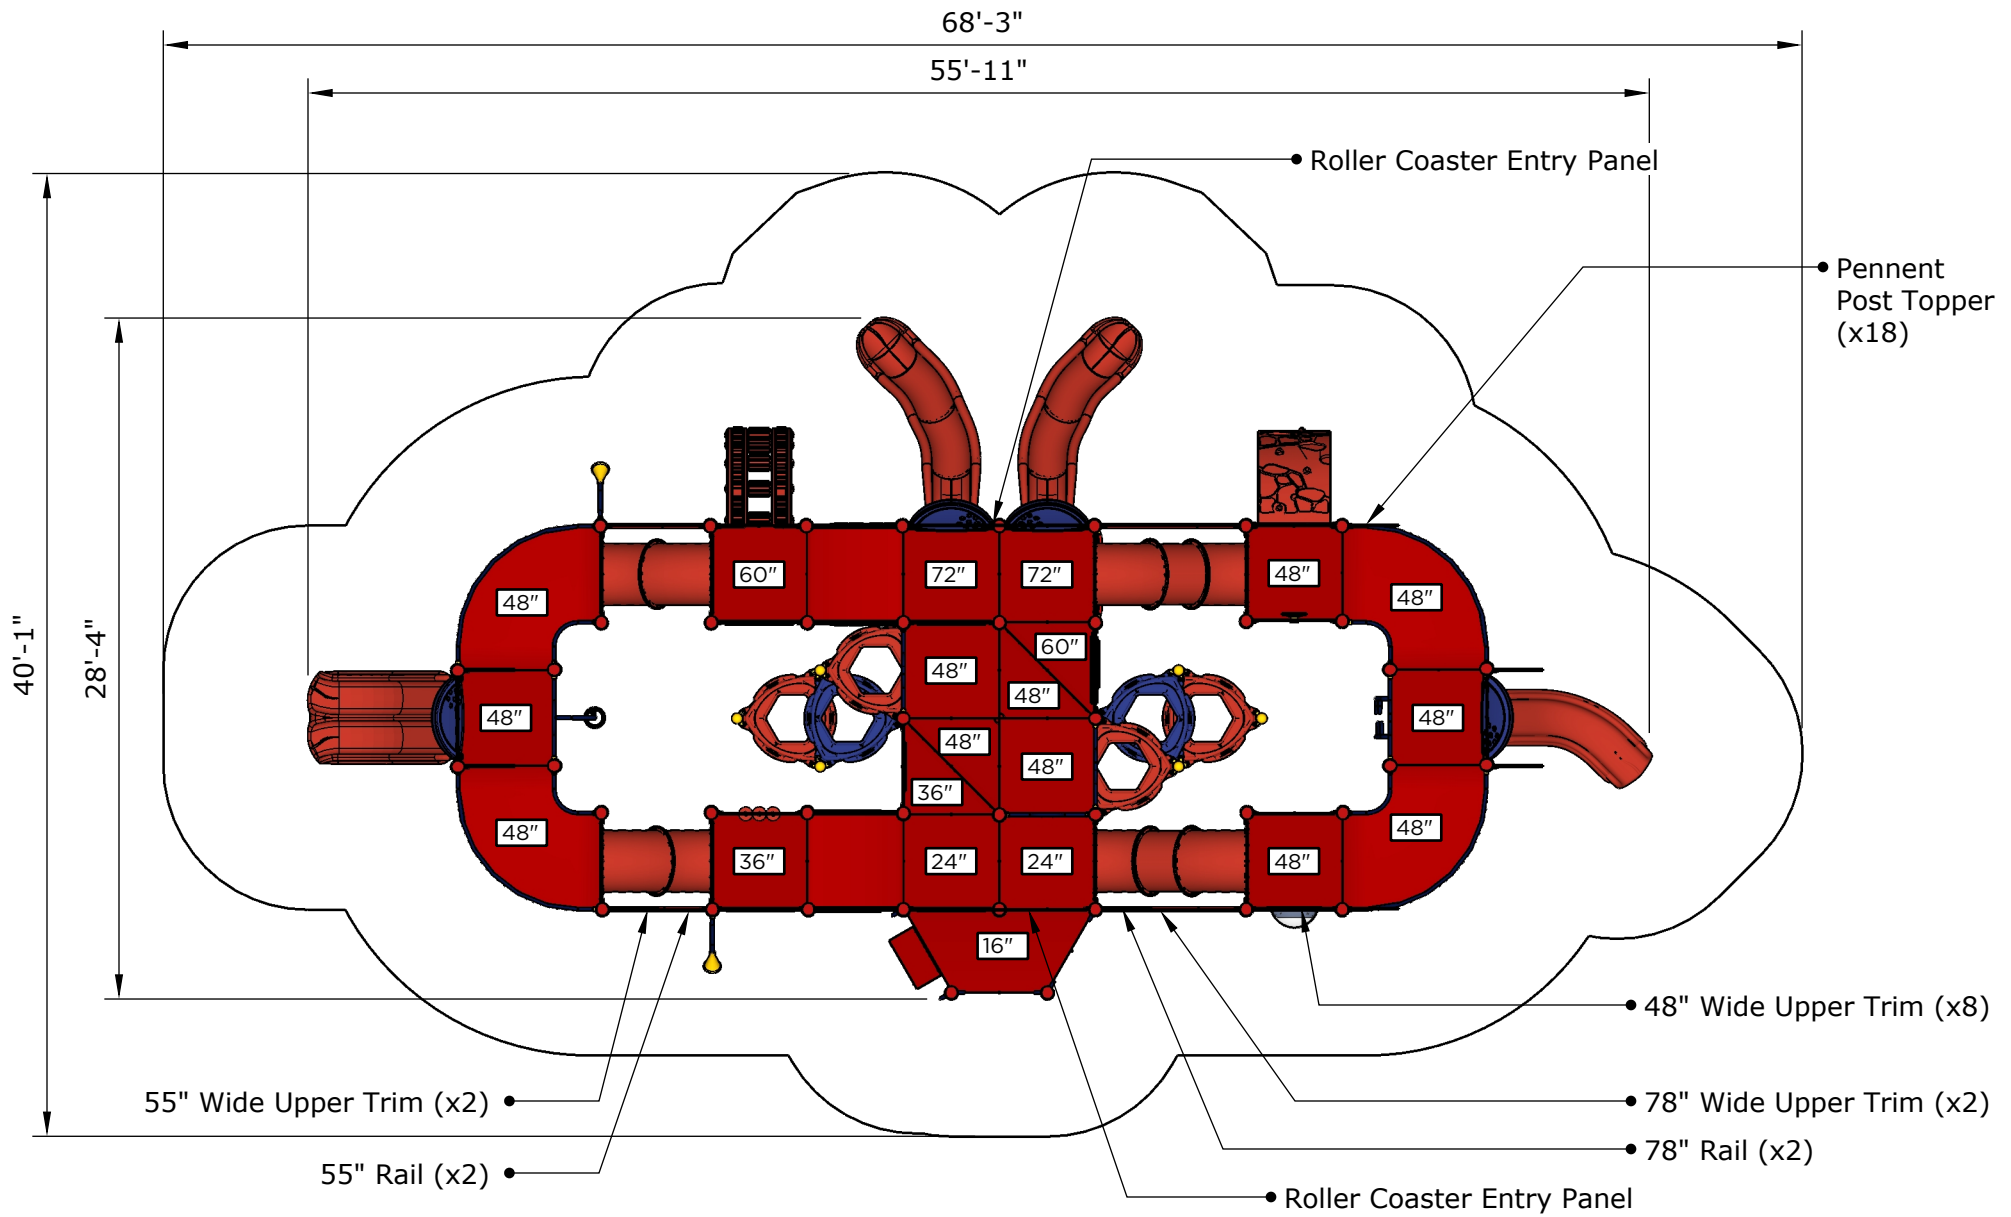 68'-3"
55'-11"
Roller Coaster Entry Panel
Pennent
Post Topper
(x18)
40'-1"
28'-4"
60"
72"
72"
48"
48"
48"
60"
48"
48"
48"
48"
48"
48"
36"
48"
48"
36"
24"
24"
48"
48"
16"
48" Wide Upper Trim (x8)
55" Wide Upper Trim (x2)
78" Wide Upper Trim (x2)
78" Rail (x2)
55" Rail (x2)
Roller Coaster Entry Panel